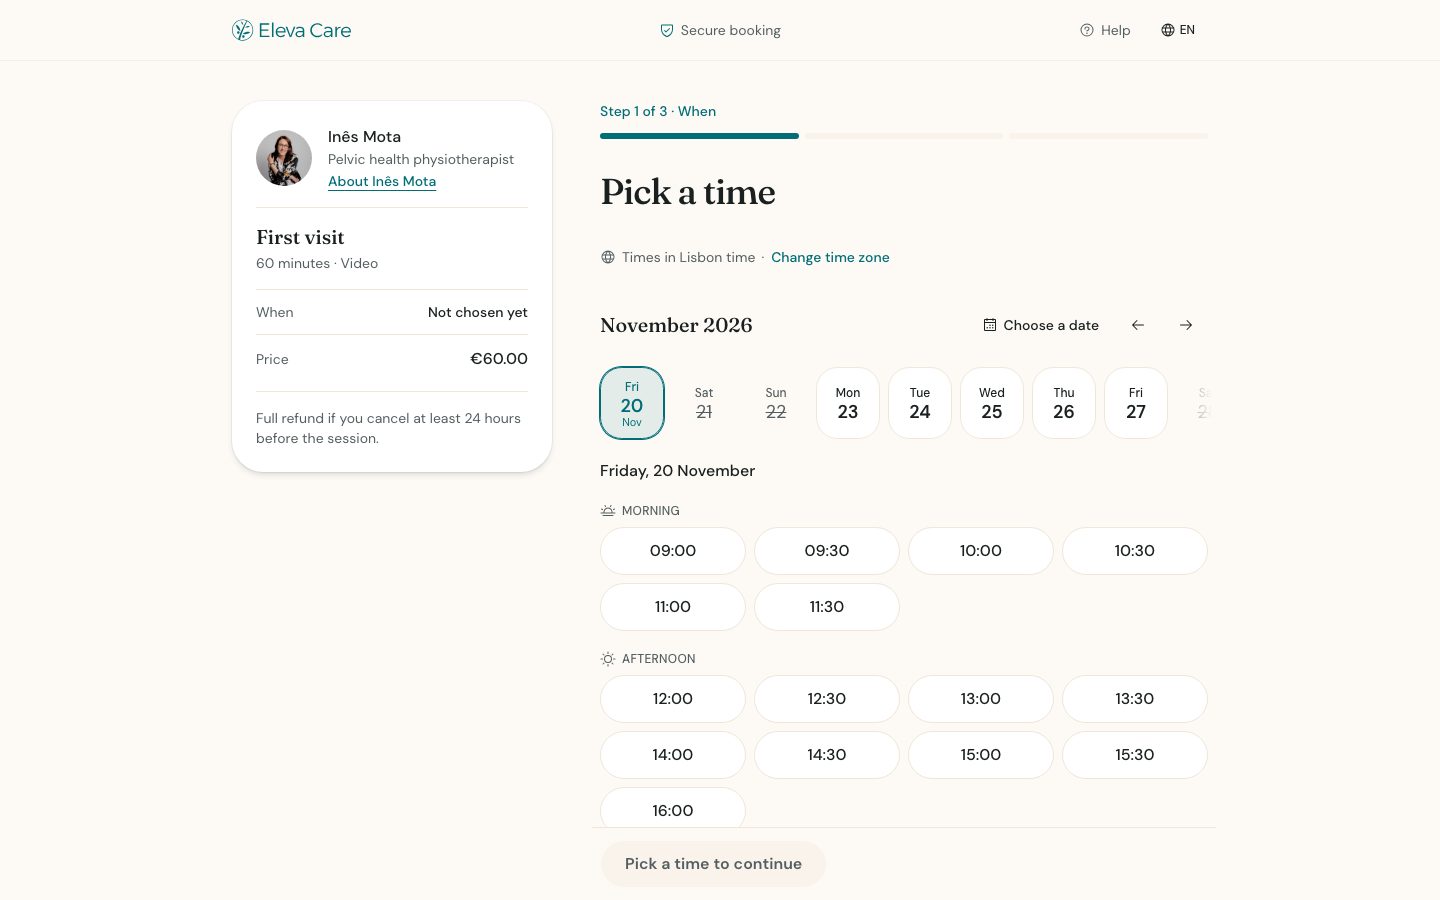 Eleva Care
Secure booking
Help
EN
Inês Mota
Pelvic health physiotherapist
About Inês Mota
First visit
60 minutes · Video
When
Not chosen yet
Price
€60.00
Full refund if you cancel at least 24 hours
before the session.
Step 1 of 3 · When
Pick a time
Times in Lisbon time · Change time zone
November 2026
Choose a date
Fri
20
Nov
Sat
21
Sun
22
Mon
23
Tue
24
Wed
25
Thu
26
Fri
27
Friday, 20 November
MORNING
09:00
09:30
10:00
10:30
11:00
11:30
AFTERNOON
12:00
12:30
13:00
13:30
14:00
14:30
15:00
15:30
16:00
Pick a time to continue